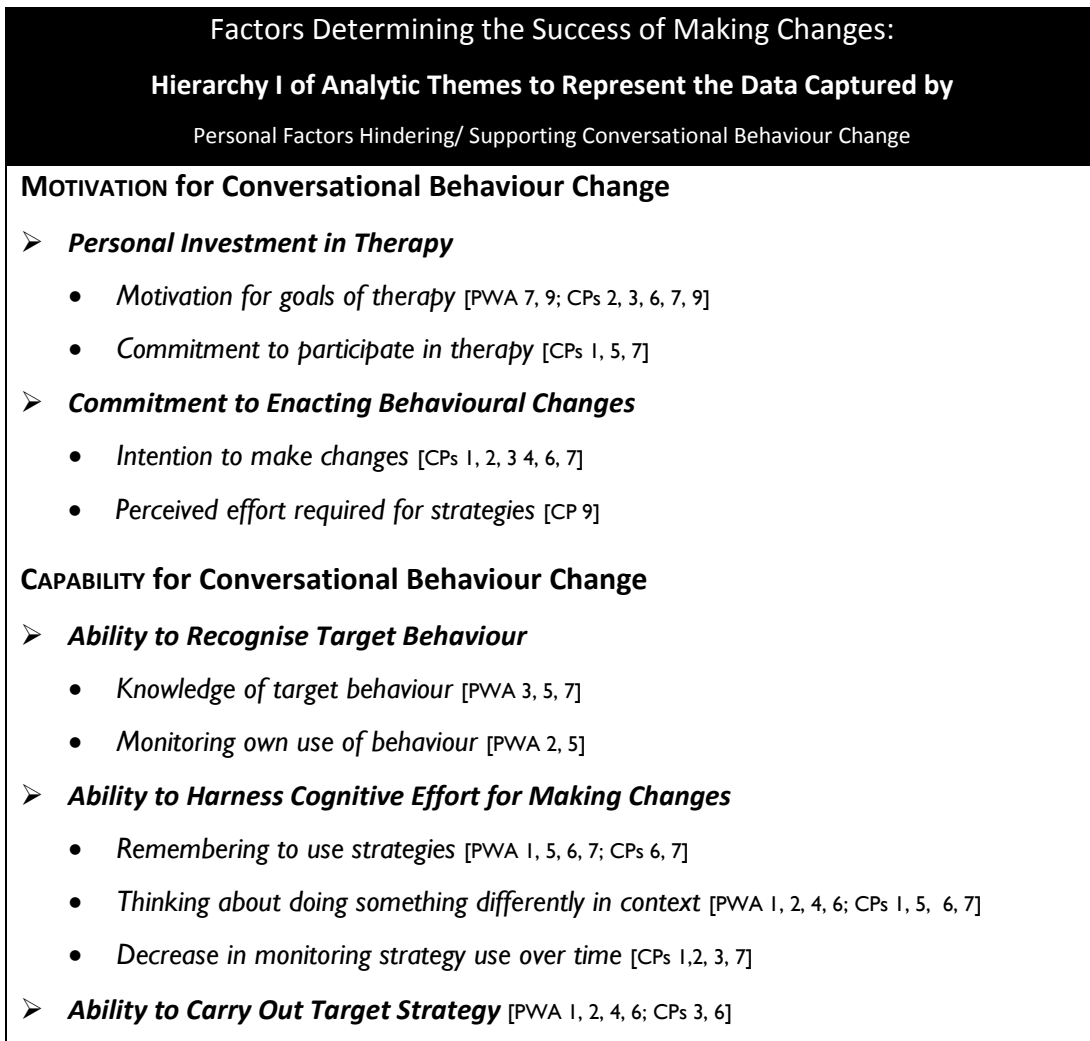 Factors Determining the Success of Making Changes:
Hierarchy I of Analytic Themes to Represent the Data Captured by
Personal Factors Hindering/ Supporting Conversational Behaviour Change
MOTIVATION for Conversational Behaviour Change
➢ Personal Investment in Therapy
• Motivation for goals of therapy [PWA 7, 9; CPs 2, 3, 6, 7, 9]
• Commitment to participate in therapy [CPs 1, 5, 7]
➢ Commitment to Enacting Behavioural Changes
• Intention to make changes [CPs 1, 2, 3 4, 6, 7]
• Perceived effort required for strategies [CP 9]
CAPABILITY for Conversational Behaviour Change
➢ Ability to Recognise Target Behaviour
• Knowledge of target behaviour [PWA 3, 5, 7]
• Monitoring own use of behaviour [PWA 2, 5]
➢ Ability to Harness Cognitive Effort for Making Changes
• Remembering to use strategies [PWA 1, 5, 6, 7; CPs 6, 7]
• Thinking about doing something differently in context [PWA 1, 2, 4, 6; CPs 1, 5, 6, 7]
• Decrease in monitoring strategy use over time [CPs 1,2, 3, 7]
➢ Ability to Carry Out Target Strategy [PWA 1, 2, 4, 6; CPs 3, 6]